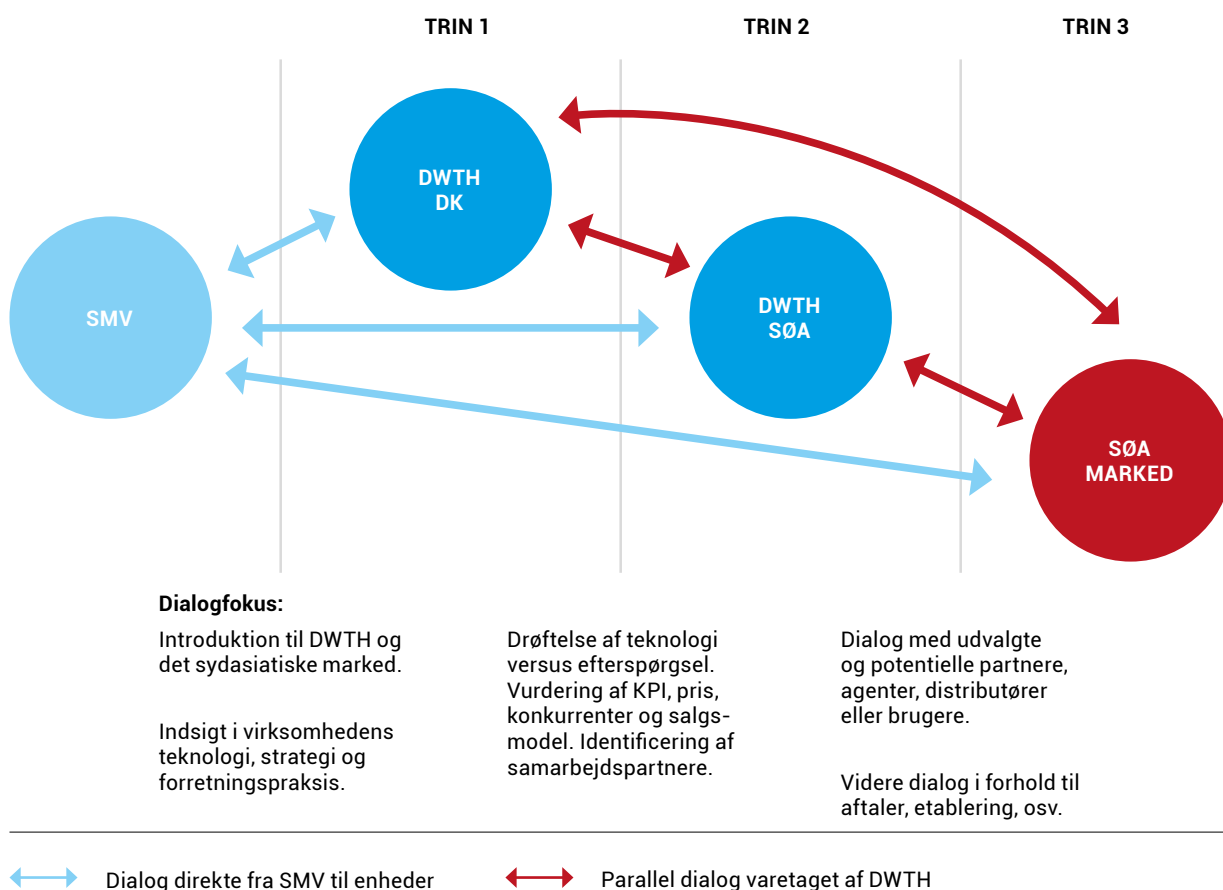 TRIN 1
TRIN 2
TRIN 3
DWTH
DK
SMV
DWTH
SØA
SØA
MARKED
Dialogfokus:
Introduktion til DWTH og
det sydasiatiske marked.
Indsigt i virksomhedens
teknologi, strategi og
forretningspraksis.
Drøftelse af teknologi
versus efterspørgsel.
Vurdering af KPI, pris,
konkurrenter og salgs-
model. Identificering af
samarbejdspartnere.
Dialog med udvalgte
og potentielle partnere,
agenter, distributører
eller brugere.
Videre dialog i forhold til
aftaler, etablering, osv.
Dialog direkte fra SMV til enheder
Parallel dialog varetaget af DWTH